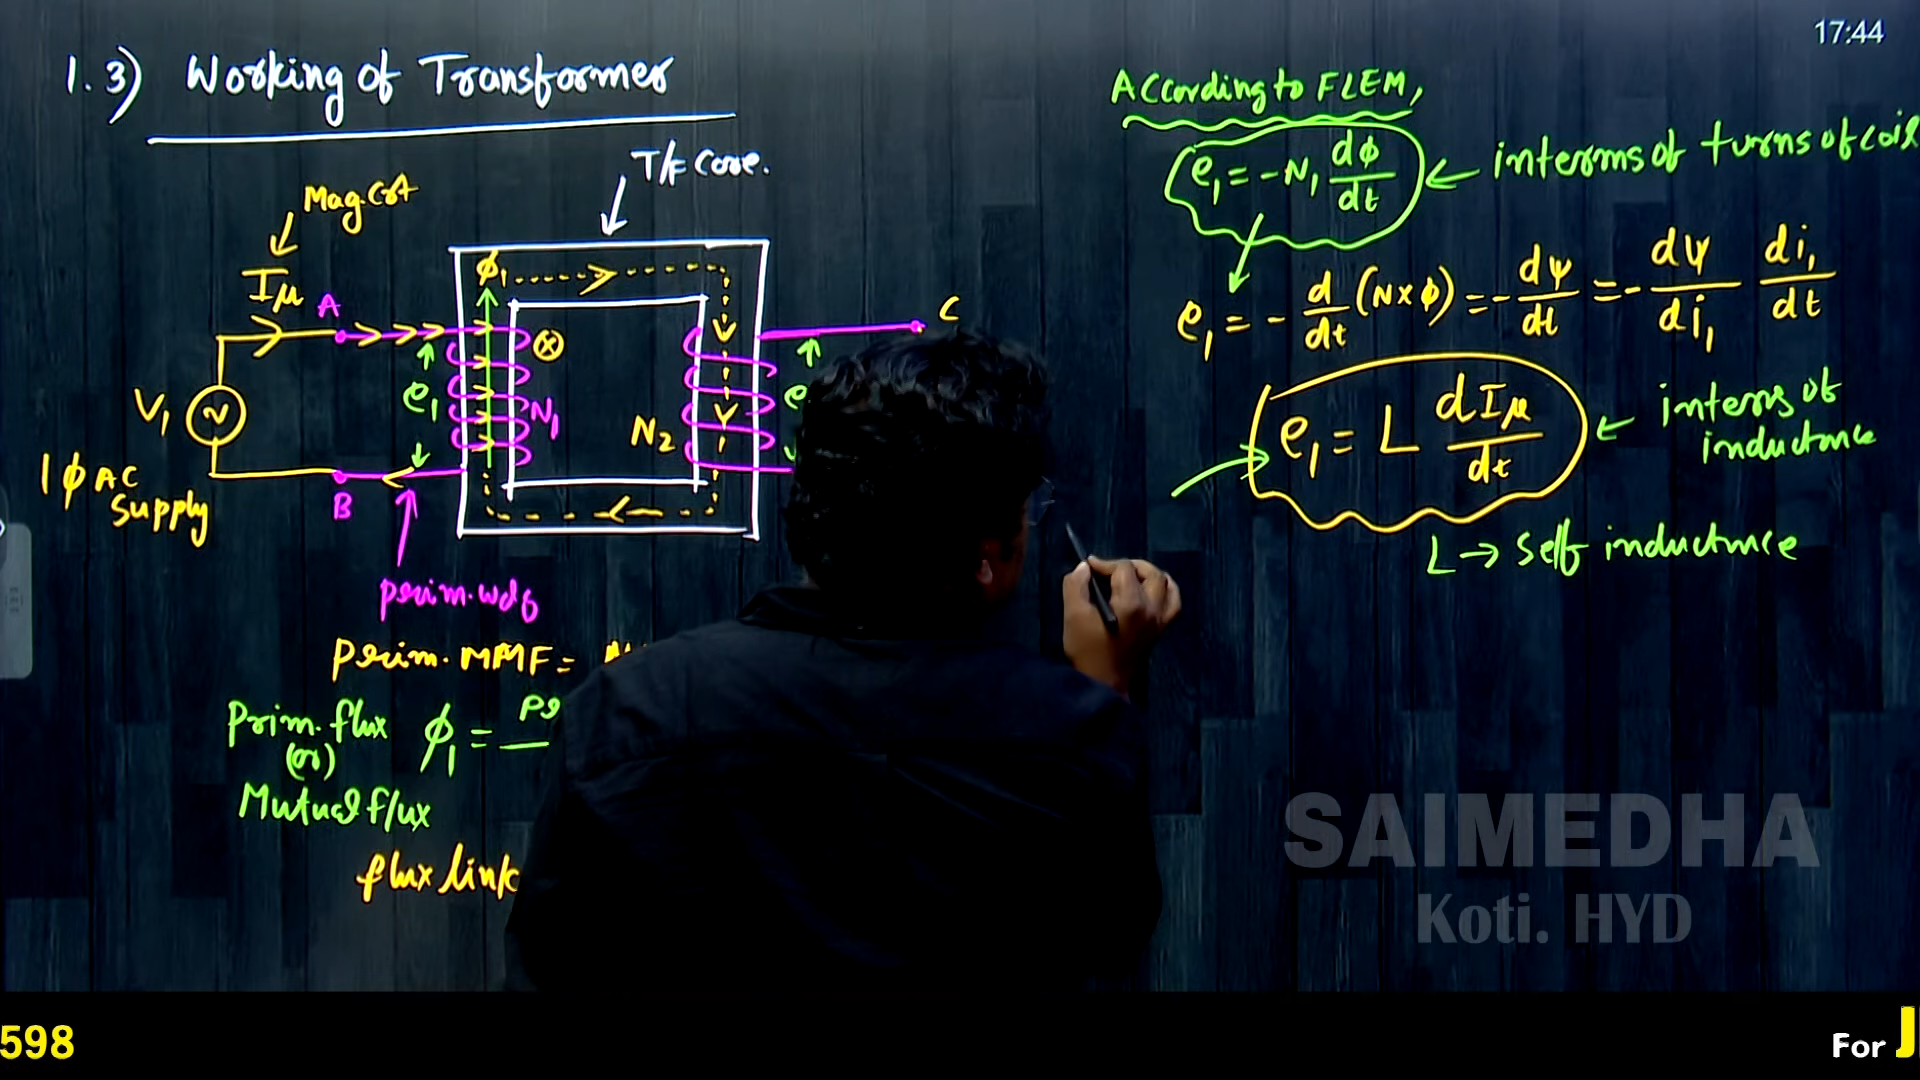 17:44
1.3) Working of Transformer
T/F Core.
Mag.Crt
Iμ
A
ϕ1
C
V1
e1
N1
N2
e
1ϕ AC
Supply
B
prim.wdg
prim. MMF =
Prim. flux ϕ1 =
(or)
Mutual flux
flux link
According to FLEM,
e1 = -N1 dϕ/dt ← interms of turns of coil
e1 = - d/dt (N×ϕ) = - dψ/dt = - dψ/di1 di1/dt
e1 = L dIμ/dt ← interms of
inductance
L → Self inductance
SAIMEDHA
Koti. HYD
598
For J